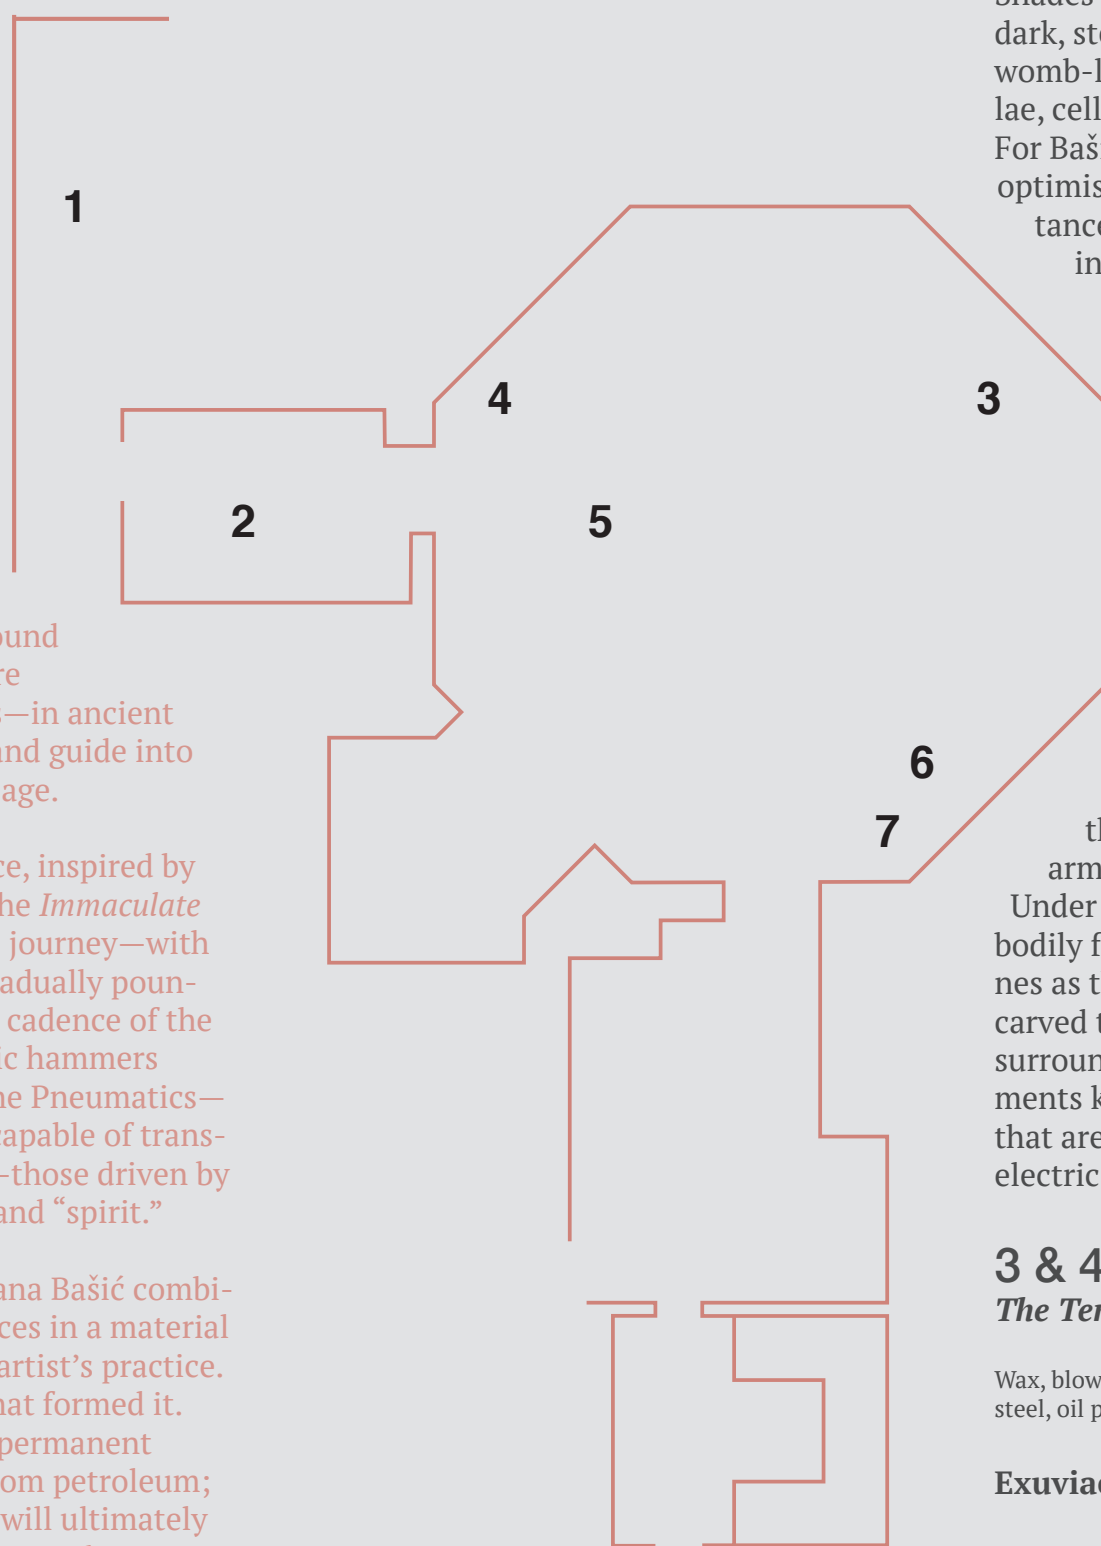 1
4
3
2
5
6
7
ound
re
s—in ancient
and guide into
age.
ce, inspired by
he Immaculate
journey—with
adually poun-
cadence of the
ic hammers
he Pneumatics—
capable of trans-
-those driven by
and “spirit.”
ana Bašić combi-
ces in a material
artist’s practice.
hat formed it.
permanent
om petroleum;
will ultimately
dark, st
womb-l
lae, cell
For Baš
optimis
tance
in
th
arm
Under
bodily f
nes as t
carved t
surroun
ments k
that are
electric
3 & 4
The Ter
Wax, blow
steel, oil p
Exuviae